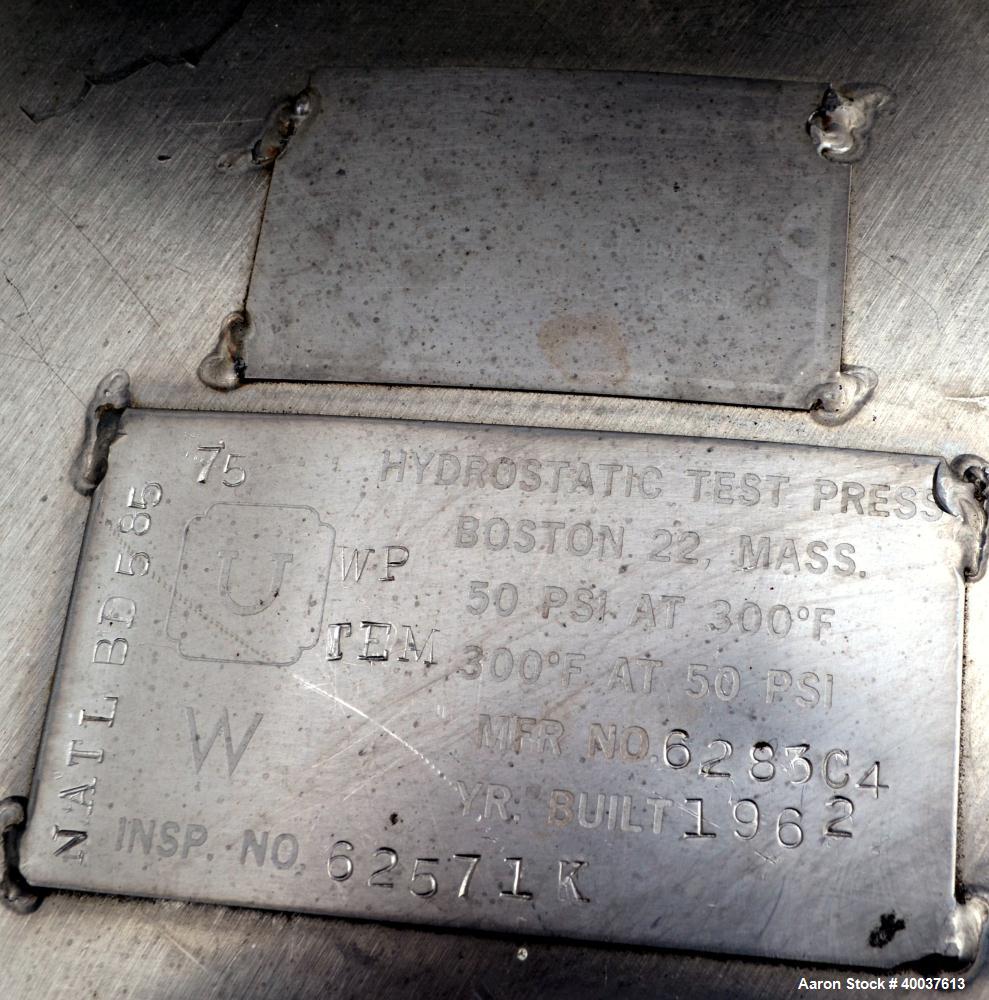 75
HYDROSTATIC TEST PRESS
BOSTON 22, MASS.
U
WP
50 PSI AT 300°F
TEM
300°F AT 50 PSI
W
MFR NO. 6283C4
YR. BUILT 1962
INSP. NO. 62571K
NATL BD 585
Aaron Stock # 40037613